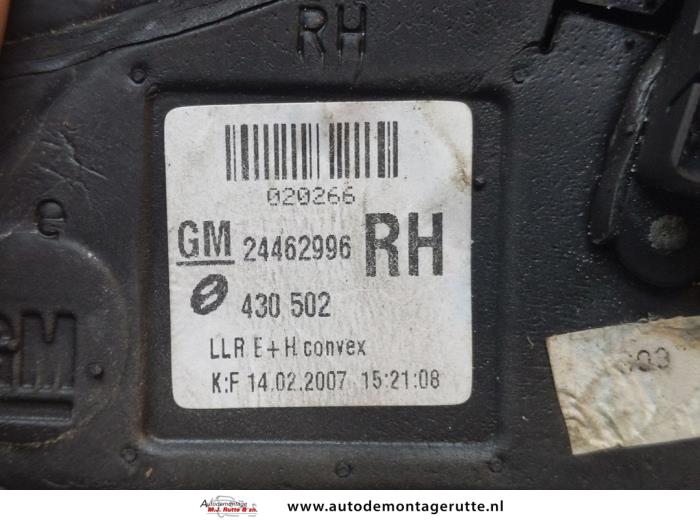 RH
020266
GM 24462996 RH
430 502
LLR E+H convex
K:F 14.02.2007 15:21:08
GM
Autodemontage
M.J. Rutte & zn.
www.autodemontagerutte.nl